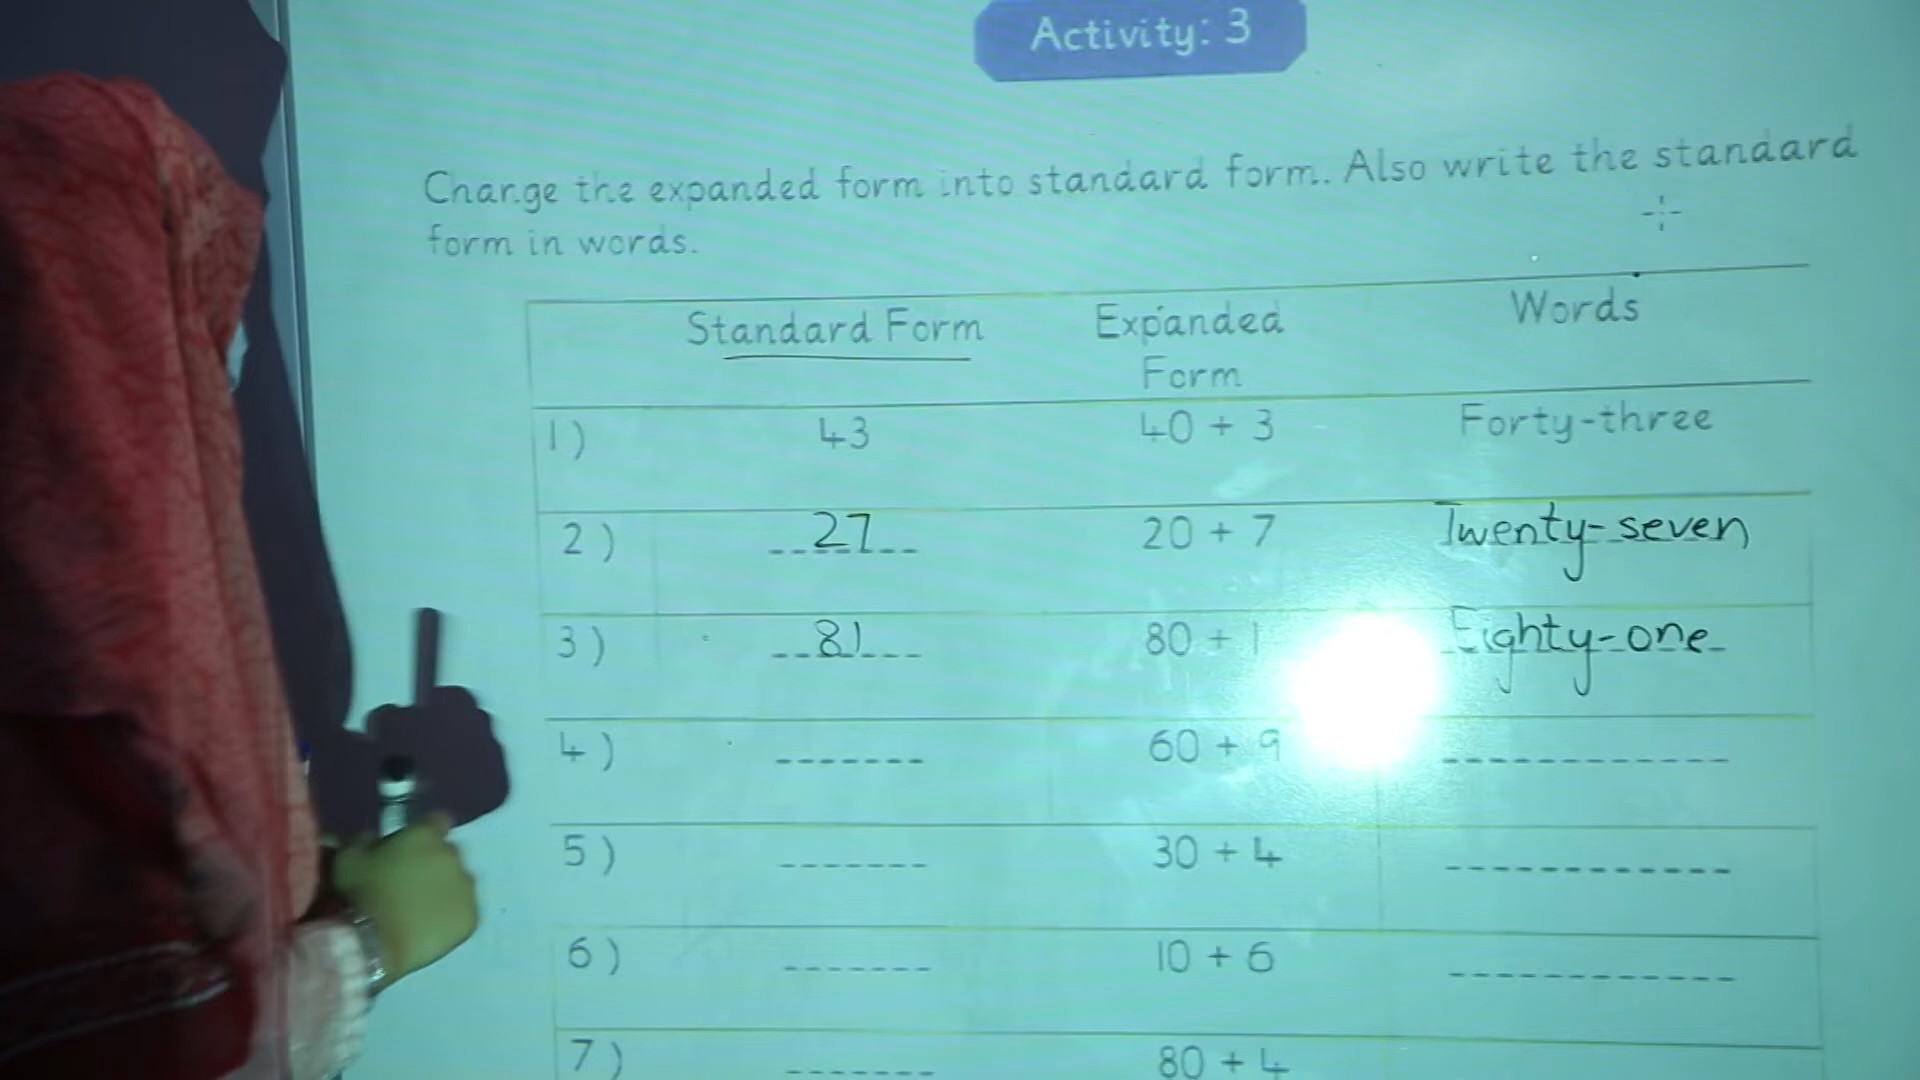 Activity: 3
Change the expanded form into standard form. Also write the standard
form in words.
Standard Form Expanded Form Words
1) 43 40 + 3 Forty-three
2) 27 20 + 7 Twenty-seven
3) 81 80 + 1 Eighty-one
4) ------- 60 + 9 ------------
5) ------- 30 + 4 ------------
6) ------- 10 + 6 ------------
7) ------- 80 + 4